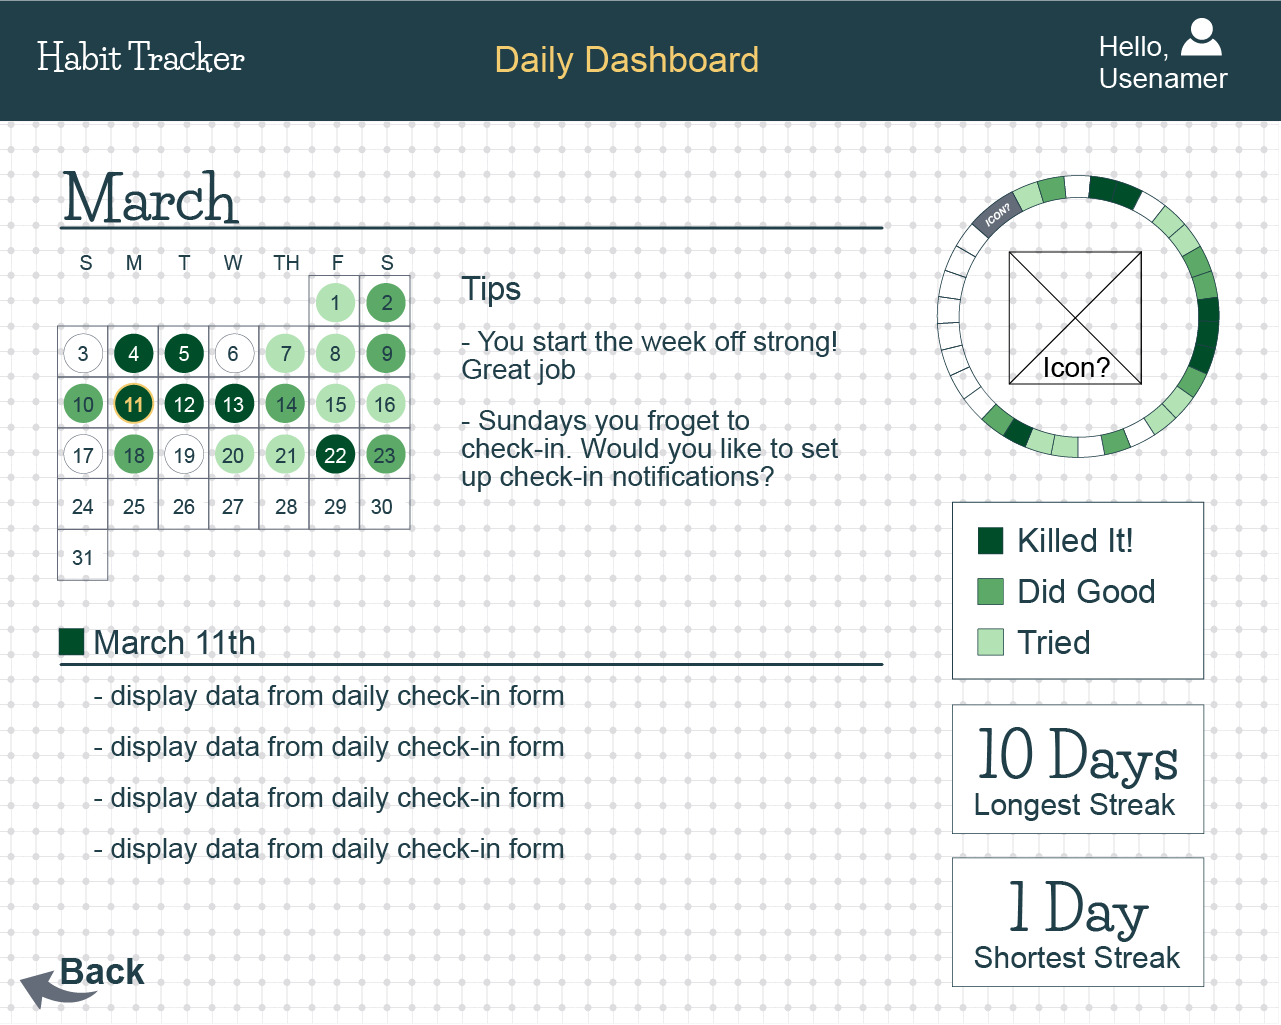 Habit Tracker
Daily Dashboard
Hello,
Usenamer
March
S M T W TH F S
1 2
3 4 5 6 7 8 9
10 11 12 13 14 15 16
17 18 19 20 21 22 23
24 25 26 27 28 29 30
31
Tips
- You start the week off strong!
Great job
- Sundays you froget to
check-in. Would you like to set
up check-in notifications?
ICON?
Icon?
Killed It!
Did Good
Tried
10 Days
Longest Streak
1 Day
Shortest Streak
March 11th
- display data from daily check-in form
- display data from daily check-in form
- display data from daily check-in form
- display data from daily check-in form
Back